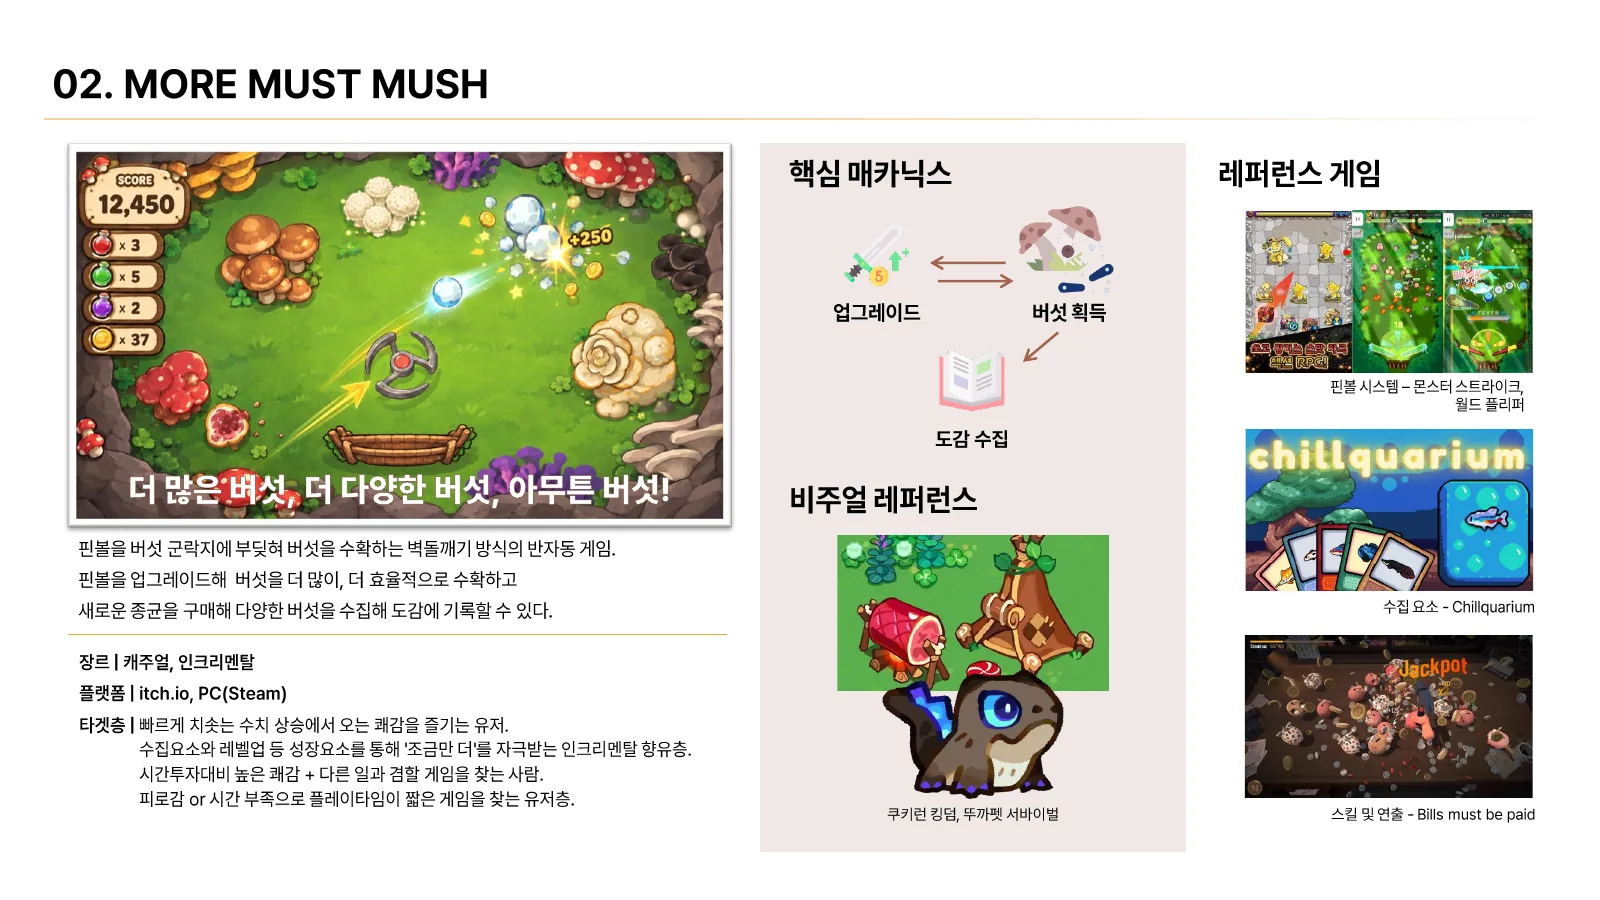 02. MORE MUST MUSH
SCORE
12,450
x 3
x 5
x 2
x 37
+250
더 많은 버섯, 더 다양한 버섯, 아무튼 버섯!
핀볼을 버섯 군락지에 부딪혀 버섯을 수확하는 벽돌깨기 방식의 반자동 게임.
핀볼을 업그레이드해 버섯을 더 많이, 더 효율적으로 수확하고
새로운 종균을 구매해 다양한 버섯을 수집해 도감에 기록할 수 있다.
장르 | 캐주얼, 인크리멘탈
플랫폼 | itch.io, PC(Steam)
타겟층 | 빠르게 치솟는 수치 상승에서 오는 쾌감을 즐기는 유저.
수집요소와 레벨업 등 성장요소를 통해 '조금만 더'를 자극받는 인크리멘탈 향유층.
시간투자대비 높은 쾌감 + 다른 일과 겸할 게임을 찾는 사람.
피로감 or 시간 부족으로 플레이타임이 짧은 게임을 찾는 유저층.
핵심 매카닉스
5
업그레이드
버섯 획득
도감 수집
비주얼 레퍼런스
쿠키런 킹덤, 뚜까펫 서바이벌
레퍼런스 게임
쏘고 튕기는 손맛 가득
액션 RPG!
18
FEVER
핀볼 시스템 – 몬스터 스트라이크,
월드 플리퍼
chillquarium
수집 요소 - Chillquarium
Jackpot
스킬 및 연출 - Bills must be paid